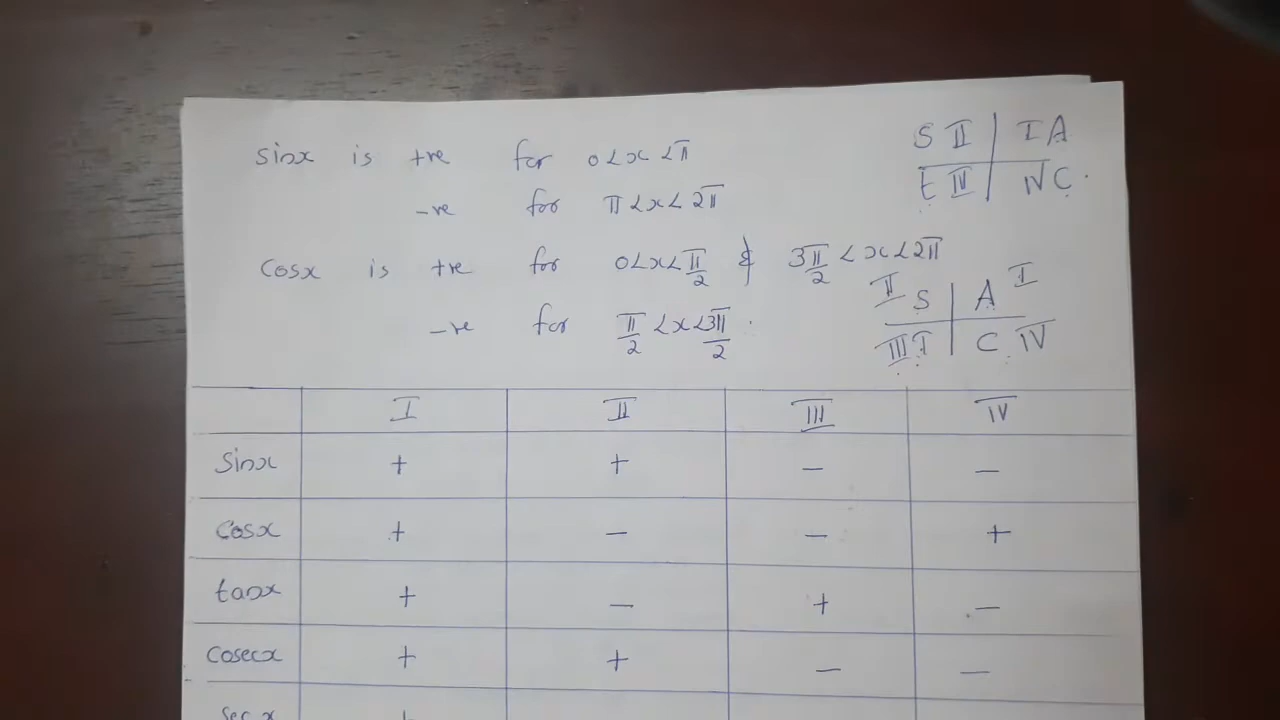 sinx is +ve for 0<x<π
-ve for π<x<2π
S II | I A
t IV | IV C.
cosx is +ve for 0<x<π/2 & 3π/2<x<2π
-ve for π/2<x<3π/2.
II S | A I
III T | C IV
I II III IV
sinx + + - -
cosx + - - +
tanx + - + -
cosecx + + - -
sec x +